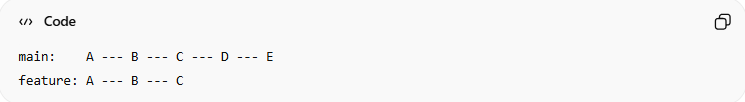 </> Code
main:    A --- B --- C --- D --- E
feature: A --- B --- C